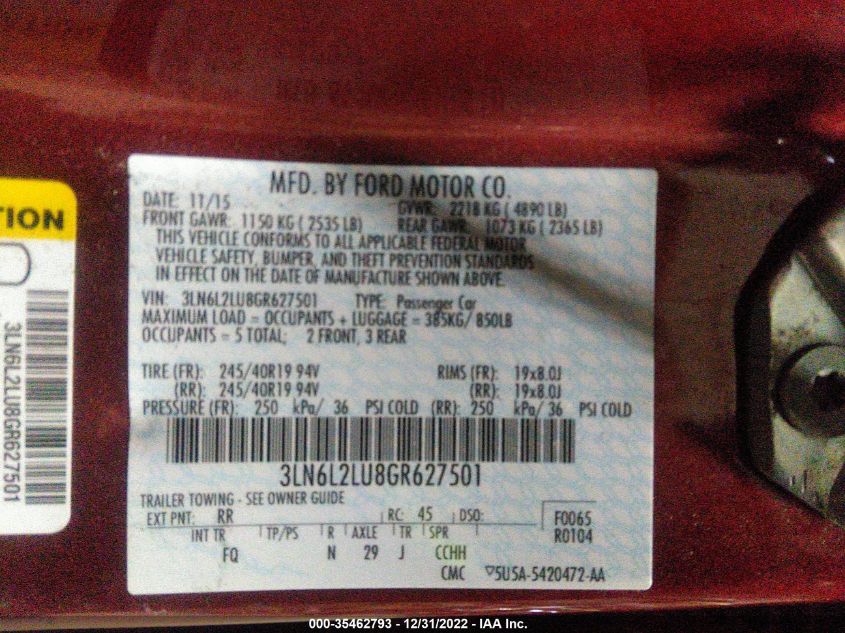 MFD. BY FORD MOTOR CO.
DATE: 11/15 GVWR: 2218 KG ( 4890 LB)
FRONT GAWR: 1150 KG ( 2535 LB) REAR GAWR: 1073 KG ( 2365 LB)
THIS VEHICLE CONFORMS TO ALL APPLICABLE FEDERAL MOTOR
VEHICLE SAFETY, BUMPER, AND THEFT PREVENTION STANDARDS
IN EFFECT ON THE DATE OF MANUFACTURE SHOWN ABOVE.
VIN: 3LN6L2LU8GR627501 TYPE: Passenger Car
MAXIMUM LOAD = OCCUPANTS + LUGGAGE = 385KG/ 850LB
OCCUPANTS = 5 TOTAL; 2 FRONT, 3 REAR
TIRE (FR): 245/40R19 94V RIMS (FR): 19x8.0J
(RR): 245/40R19 94V (RR): 19x8.0J
PRESSURE (FR): 250 kPa/ 36 PSI COLD (RR): 250 kPa/ 36 PSI COLD
3LN6L2LU8GR627501
TRAILER TOWING - SEE OWNER GUIDE
EXT PNT: RR RC: 45 DSO: F0065
INT TR TP/PS R AXLE TR SPR R0104
FQ N 29 J CCHH
CMC 5U5A-5420472-AA
TION
3LN6L2LU8GR627501
000-35462793 - 12/31/2022 - IAA Inc.